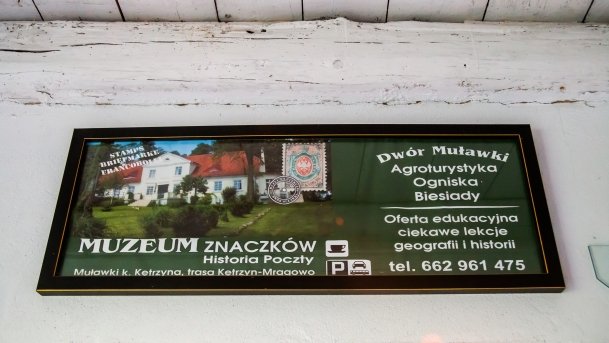 STAMPS
BRIEFMARKE
FRANCOBOLLI
MUZEUM ZNACZKÓW
Historia Poczty
Muławki k. Kętrzyna, trasa Kętrzyn-Mrągowo
P
Dwór Muławki
Agroturystyka
Ogniska
Biesiady
Oferta edukacyjna
ciekawe lekcje
geografii i historii
tel. 662 961 475